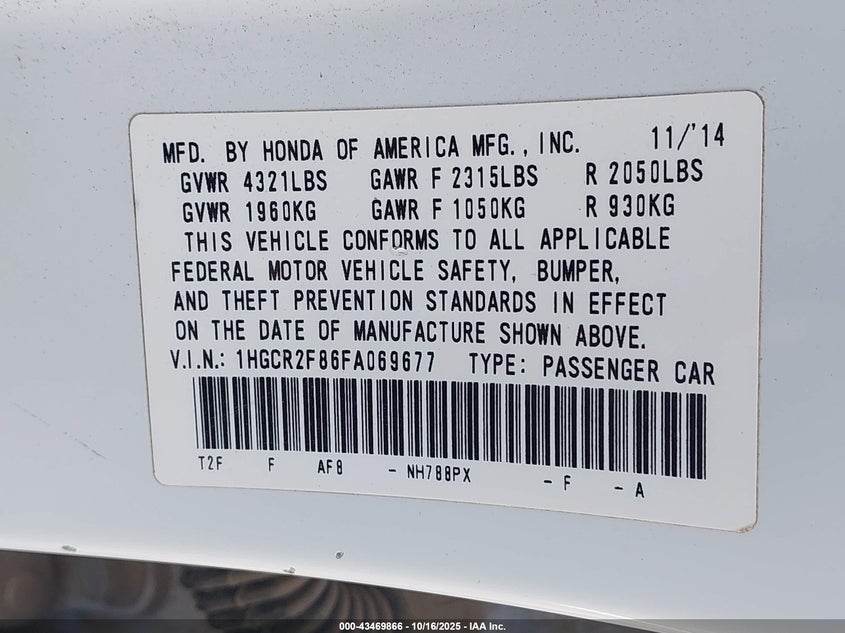 MFD. BY HONDA OF AMERICA MFG., INC. 11/'14
GVWR 4321LBS GAWR F 2315LBS R 2050LBS
GVWR 1960KG GAWR F 1050KG R 930KG
THIS VEHICLE CONFORMS TO ALL APPLICABLE
FEDERAL MOTOR VEHICLE SAFETY, BUMPER,
AND THEFT PREVENTION STANDARDS IN EFFECT
ON THE DATE OF MANUFACTURE SHOWN ABOVE.
V.I.N.: 1HGCR2F86FA069677 TYPE: PASSENGER CAR
T2F F AF8 - NH788PX - F - A
000-43469866 - 10/16/2025 - IAA Inc.